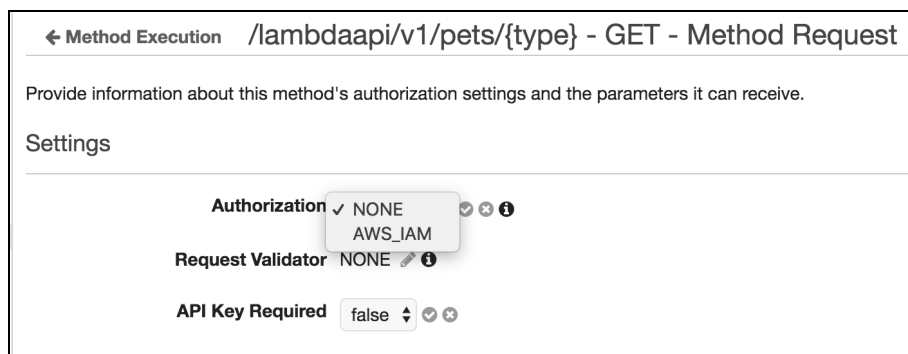 ← Method Execution /lambdaapi/v1/pets/{type} - GET - Method Request
Provide information about this method's authorization settings and the parameters it can receive.
Settings
Authorization ✓ NONE
AWS_IAM
Request Validator NONE
API Key Required false